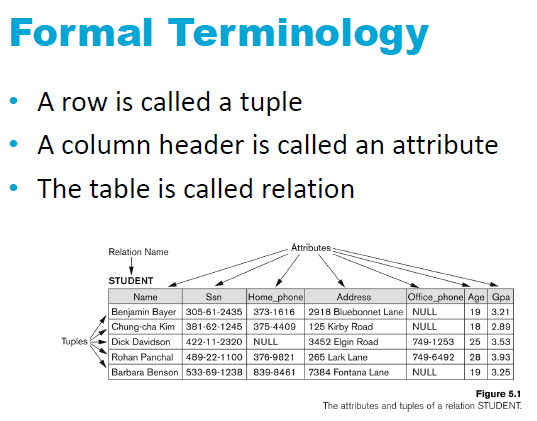 Formal Terminology
• A row is called a tuple
• A column header is called an attribute
• The table is called relation
Relation Name
Attributes
STUDENT
Name Ssn Home_phone Address Office_phone Age Gpa
Tuples
Benjamin Bayer 305-61-2435 373-1616 2918 Bluebonnet Lane NULL 19 3.21
Chung-cha Kim 381-62-1245 375-4409 125 Kirby Road NULL 18 2.89
Dick Davidson 422-11-2320 NULL 3452 Elgin Road 749-1253 25 3.53
Rohan Panchal 489-22-1100 376-9821 265 Lark Lane 749-6492 28 3.93
Barbara Benson 533-69-1238 839-8461 7384 Fontana Lane NULL 19 3.25
Figure 5.1
The attributes and tuples of a relation STUDENT.